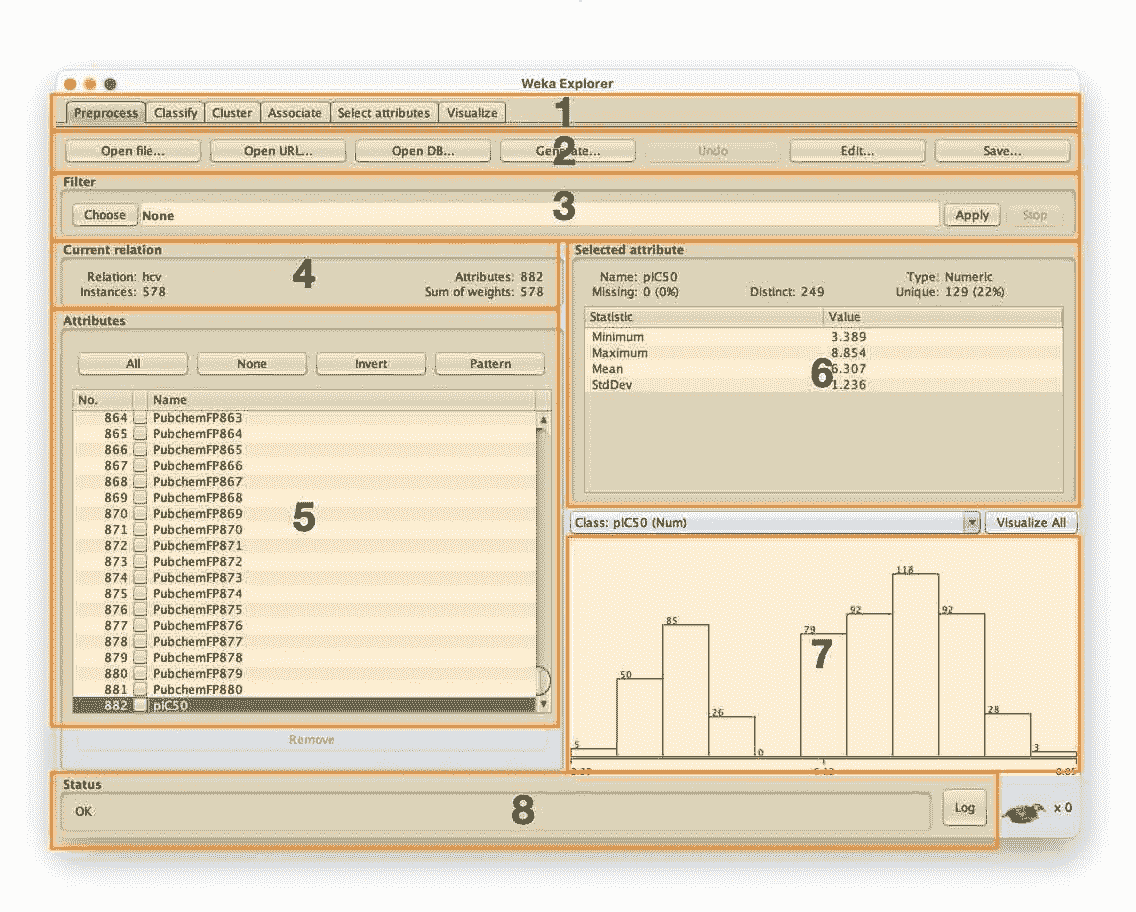 Weka Explorer
Preprocess Classify Cluster Associate Select attributes Visualize
1
Open file... Open URL... Open DB... Generate... Undo Edit... Save...
2
Filter
Choose None Apply Stop
3
Current relation
Relation: hcv Attributes: 882
Instances: 578 Sum of weights: 578
4
Attributes
All None Invert Pattern
No. Name
864 PubchemFP863
865 PubchemFP864
866 PubchemFP865
867 PubchemFP866
868 PubchemFP867
869 PubchemFP868
870 PubchemFP869
871 PubchemFP870
872 PubchemFP871
873 PubchemFP872
874 PubchemFP873
875 PubchemFP874
876 PubchemFP875
877 PubchemFP876
878 PubchemFP877
879 PubchemFP878
880 PubchemFP879
881 PubchemFP880
882 pIC50
5
Remove
Selected attribute
Name: pIC50 Type: Numeric
Missing: 0 (0%) Distinct: 249 Unique: 129 (22%)
Statistic Value
Minimum 3.389
Maximum 8.854
Mean 6.307
StdDev 1.236
6
Class: pIC50 (Num) Visualize All
5 50 85 26 0 79 92 118 92 28 3
7
Status
OK
8
Log
x 0